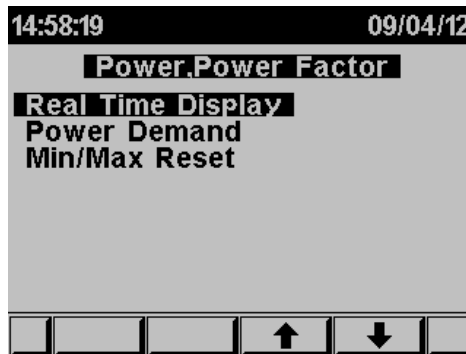 14:58:19 09/04/12
Power,Power Factor
Real Time Display
Power Demand
Min/Max Reset